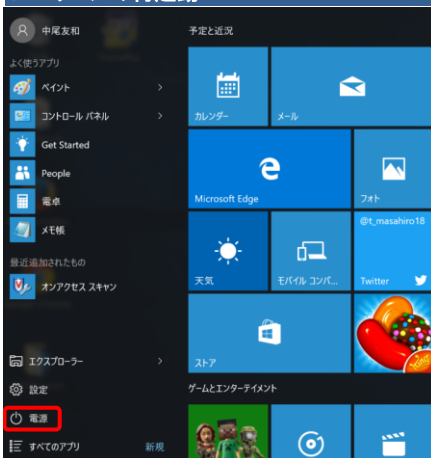 中尾友和
予定と近況
よく使うアプリ
ペイント
コントロール パネル
Get Started
People
電卓
メモ帳
最近追加されたもの
オンアクセス スキャン
エクスプローラー
設定
電源
すべてのアプリ
新規
カレンダー
メール
Microsoft Edge
フォト
天気
モバイル コンパ...
@t_masahiro18
Twitter
ストア
ゲームとエンターテイメント